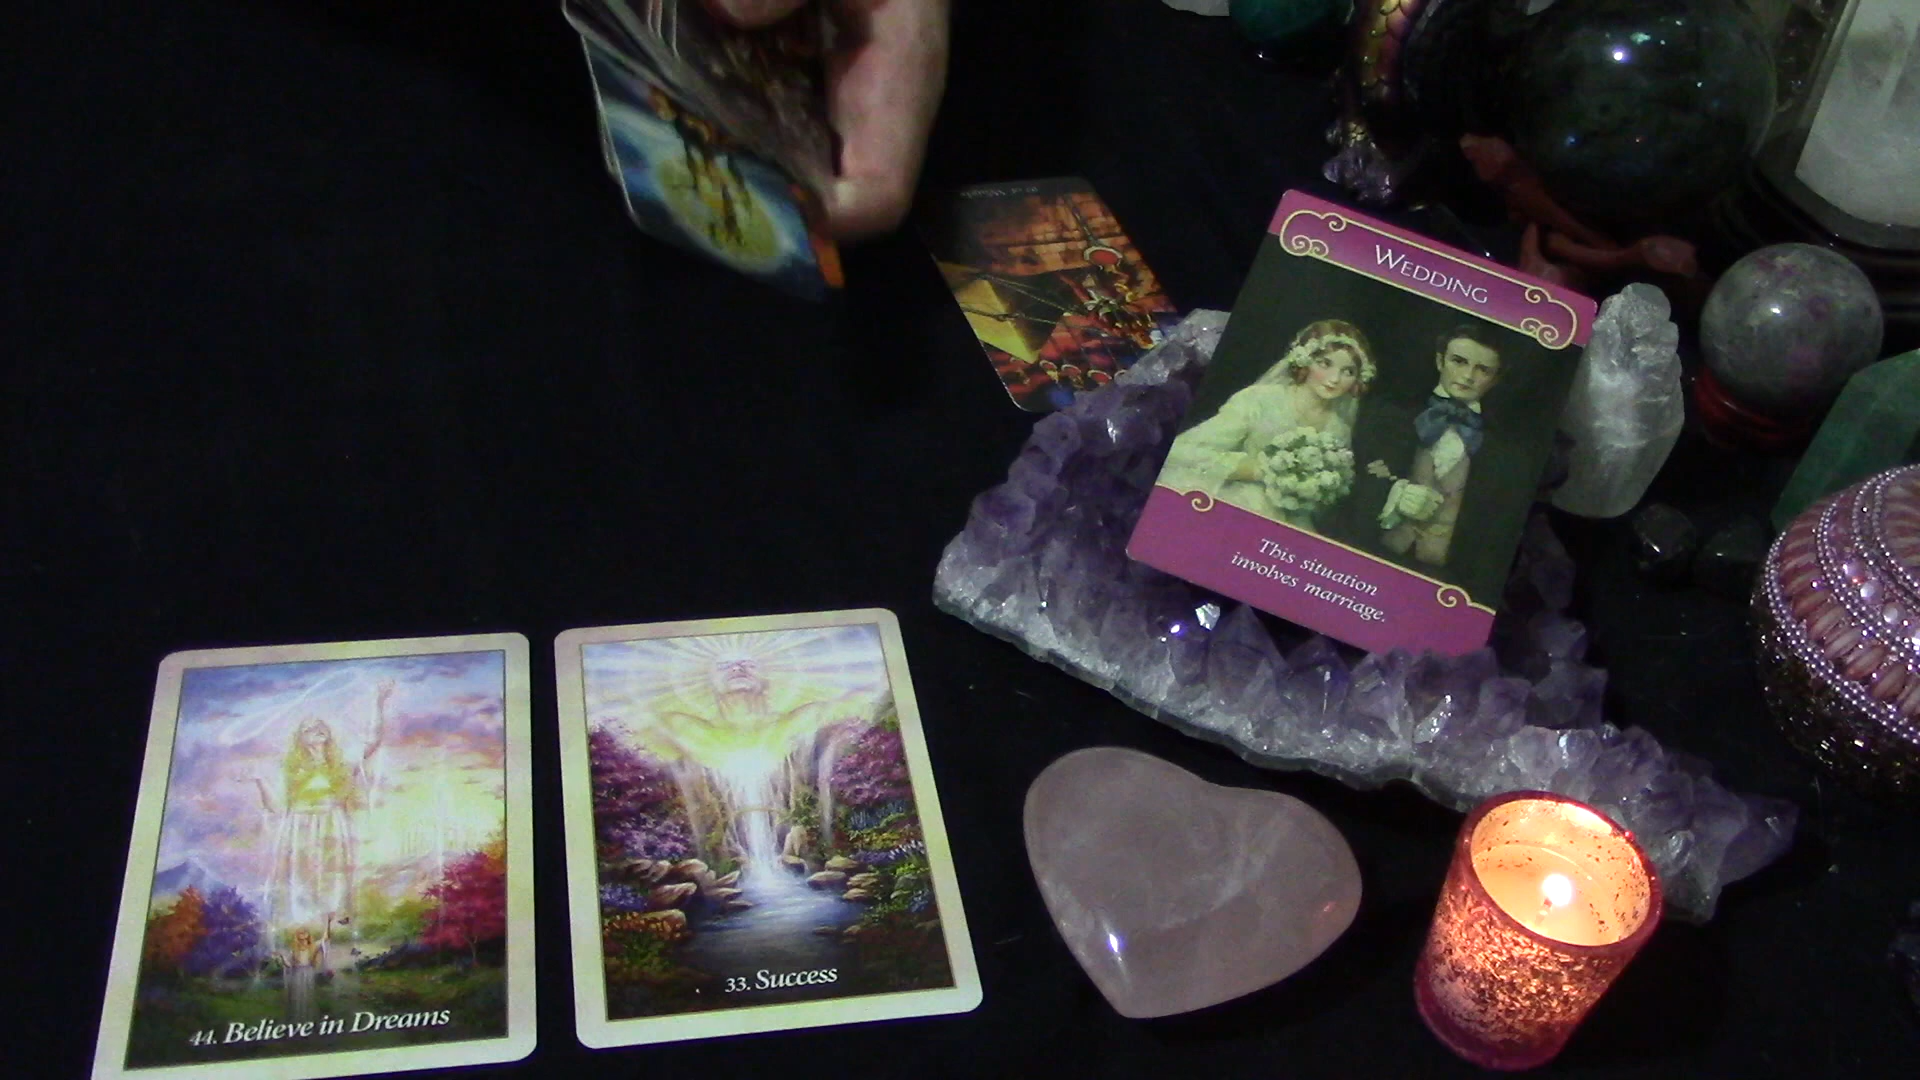 WEDDING
This situation
involves marriage.
33. Success
44. Believe in Dreams